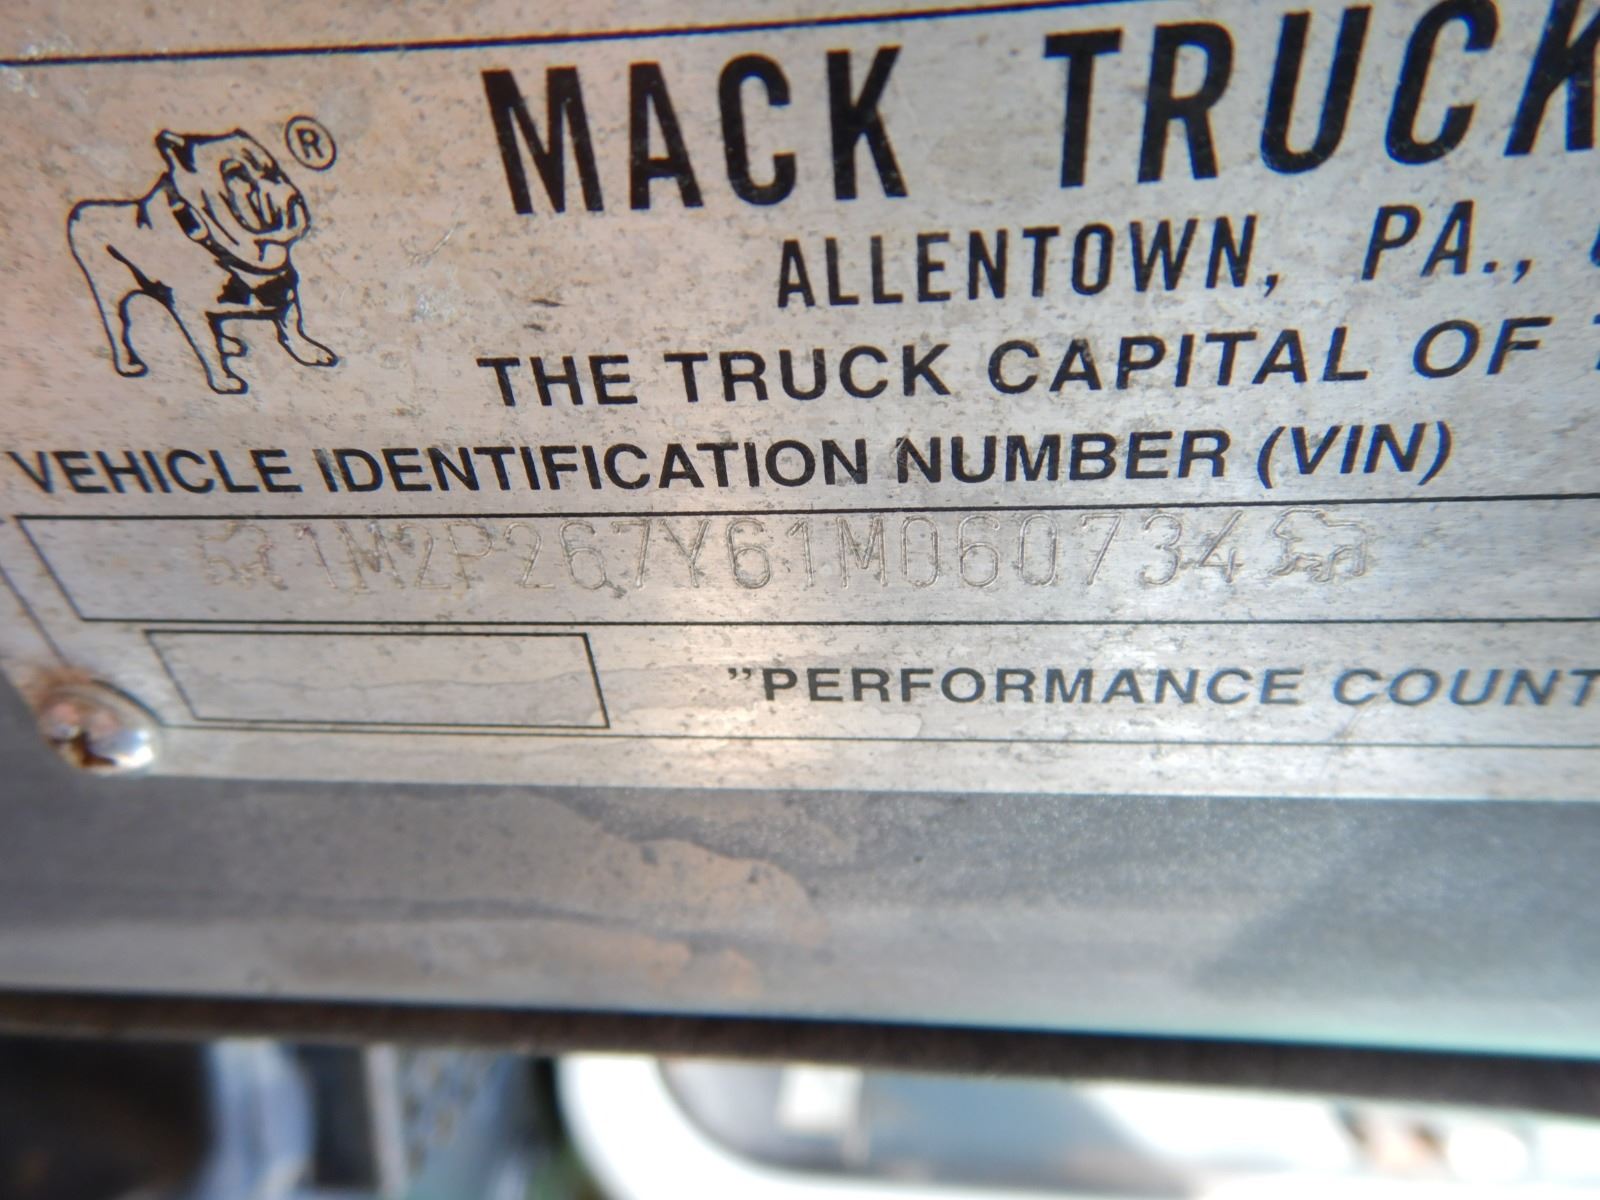 ®
MACK TRUCK
ALLENTOWN, PA.,
THE TRUCK CAPITAL OF
VEHICLE IDENTIFICATION NUMBER (VIN)
1M2P267Y61M060734
"PERFORMANCE COUNT